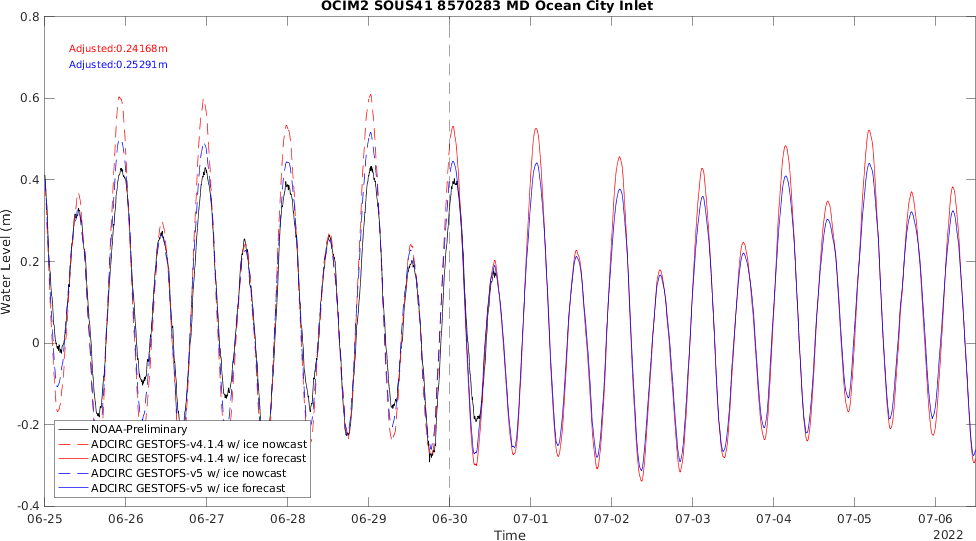 OCIM2 SOUS41 8570283 MD Ocean City Inlet
0.8
Adjusted:0.24168m
Adjusted:0.25291m
0.6
0.4
0.2
0
-0.2
-0.4
Water Level (m)
NOAA-Preliminary
ADCIRC GESTOFS-v4.1.4 w/ ice nowcast
ADCIRC GESTOFS-v4.1.4 w/ ice forecast
ADCIRC GESTOFS-v5 w/ ice nowcast
ADCIRC GESTOFS-v5 w/ ice forecast
06-25 06-26 06-27 06-28 06-29 06-30 07-01 07-02 07-03 07-04 07-05 07-06
Time
2022